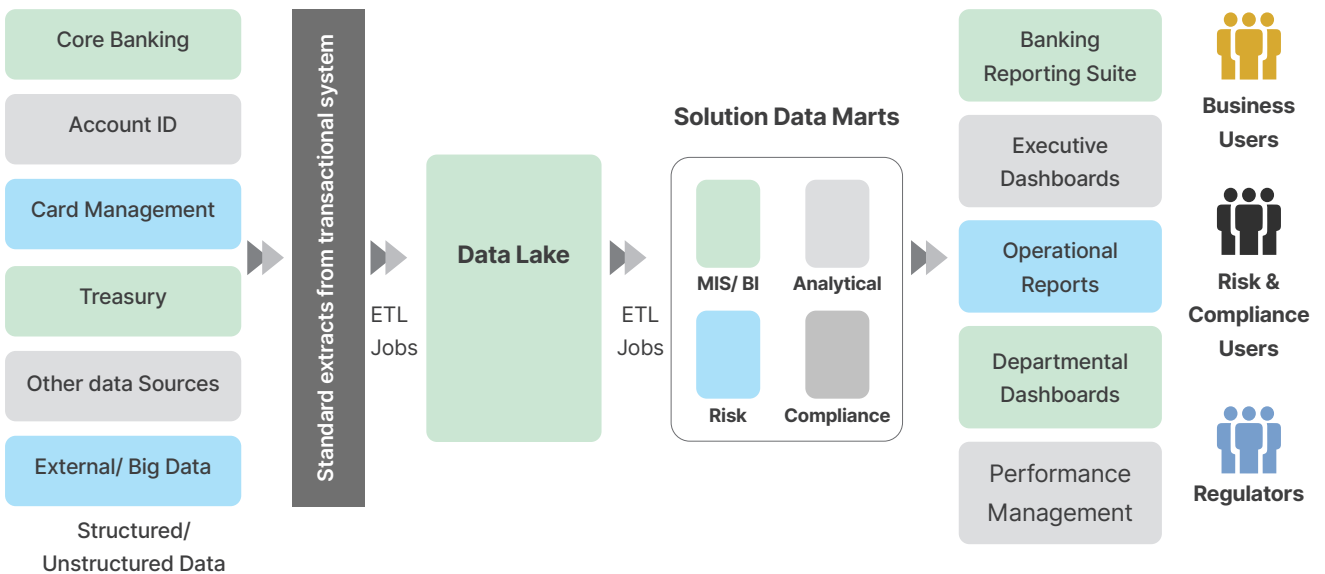 Core Banking
Account ID
Card Management
Treasury
Other data Sources
External/ Big Data
Structured/
Unstructured Data
Standard extracts from transactional system
ETL
Jobs
Data Lake
ETL
Jobs
Solution Data Marts
MIS/ BI
Analytical
Risk
Compliance
Banking
Reporting Suite
Executive
Dashboards
Operational
Reports
Departmental
Dashboards
Performance
Management
Business
Users
Risk &
Compliance
Users
Regulators